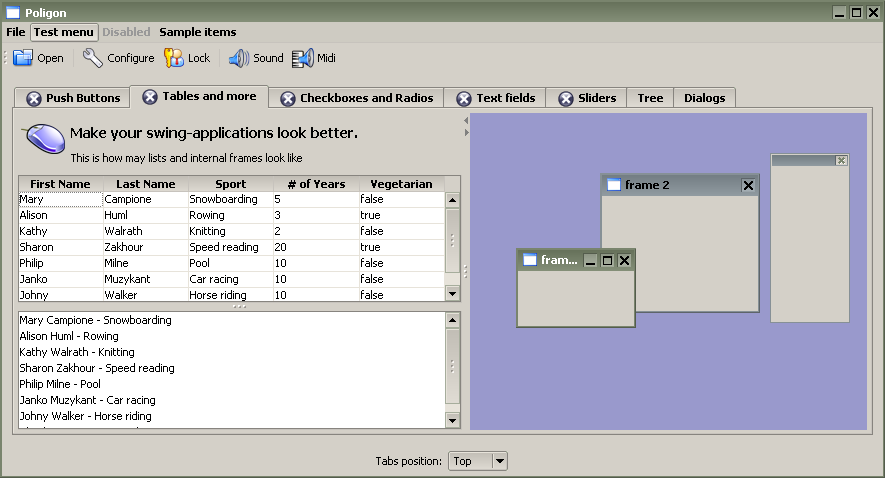 Poligon
File Test menu Disabled Sample items
Open Configure Lock Sound Midi
Push Buttons Tables and more Checkboxes and Radios Text fields Sliders Tree Dialogs
Make your swing-applications look better.
This is how may lists and internal frames look like
First Name Last Name Sport # of Years Vegetarian
Mary Campione Snowboarding 5 false
Alison Huml Rowing 3 true
Kathy Walrath Knitting 2 false
Sharon Zakhour Speed reading 20 true
Philip Milne Pool 10 false
Janko Muzykant Car racing 10 false
Johny Walker Horse riding 10 false
Mary Campione - Snowboarding
Alison Huml - Rowing
Kathy Walrath - Knitting
Sharon Zakhour - Speed reading
Philip Milne - Pool
Janko Muzykant - Car racing
Johny Walker - Horse riding
frame 2
fram...
Tabs position: Top